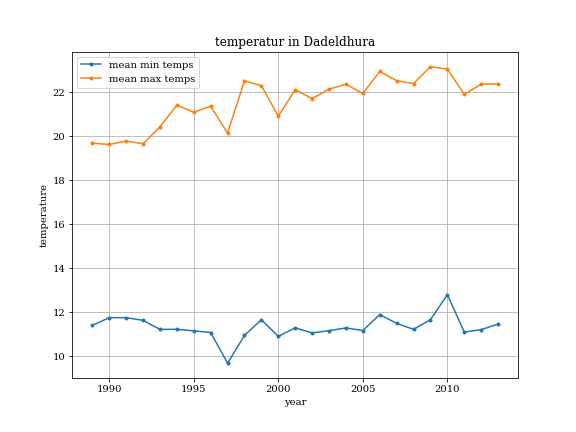 temperatur in Dadeldhura
mean min temps
mean max temps
22
20
18
16
14
12
10
temperature
1990 1995 2000 2005 2010
year